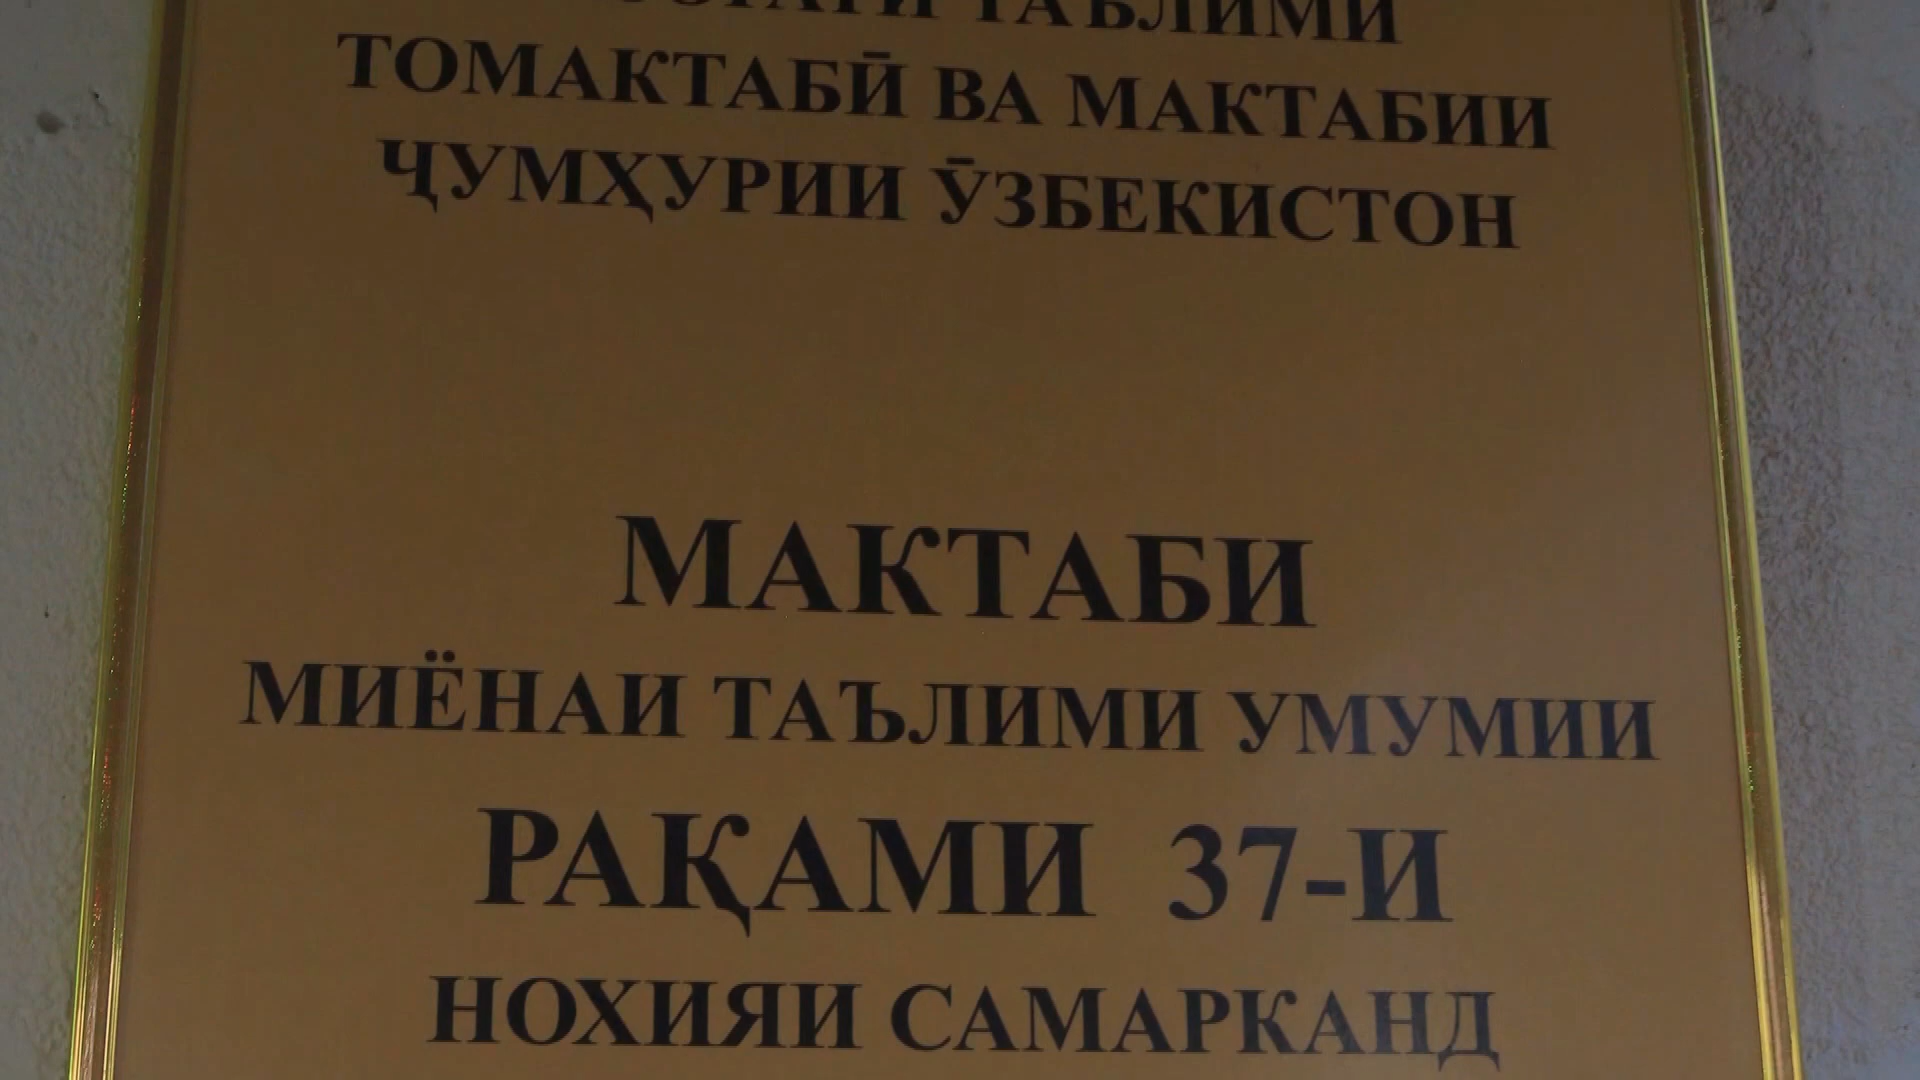 ТАЪЛИМИ
ТОМАКТАБӢ ВА МАКТАБИИ
ҶУМҲУРИИ ӮЗБЕКИСТОН
МАКТАБИ
МИЁНАИ ТАЪЛИМИ УМУМИИ
РАҚАМИ 37-И
НОХИЯИ САМАРКАНД